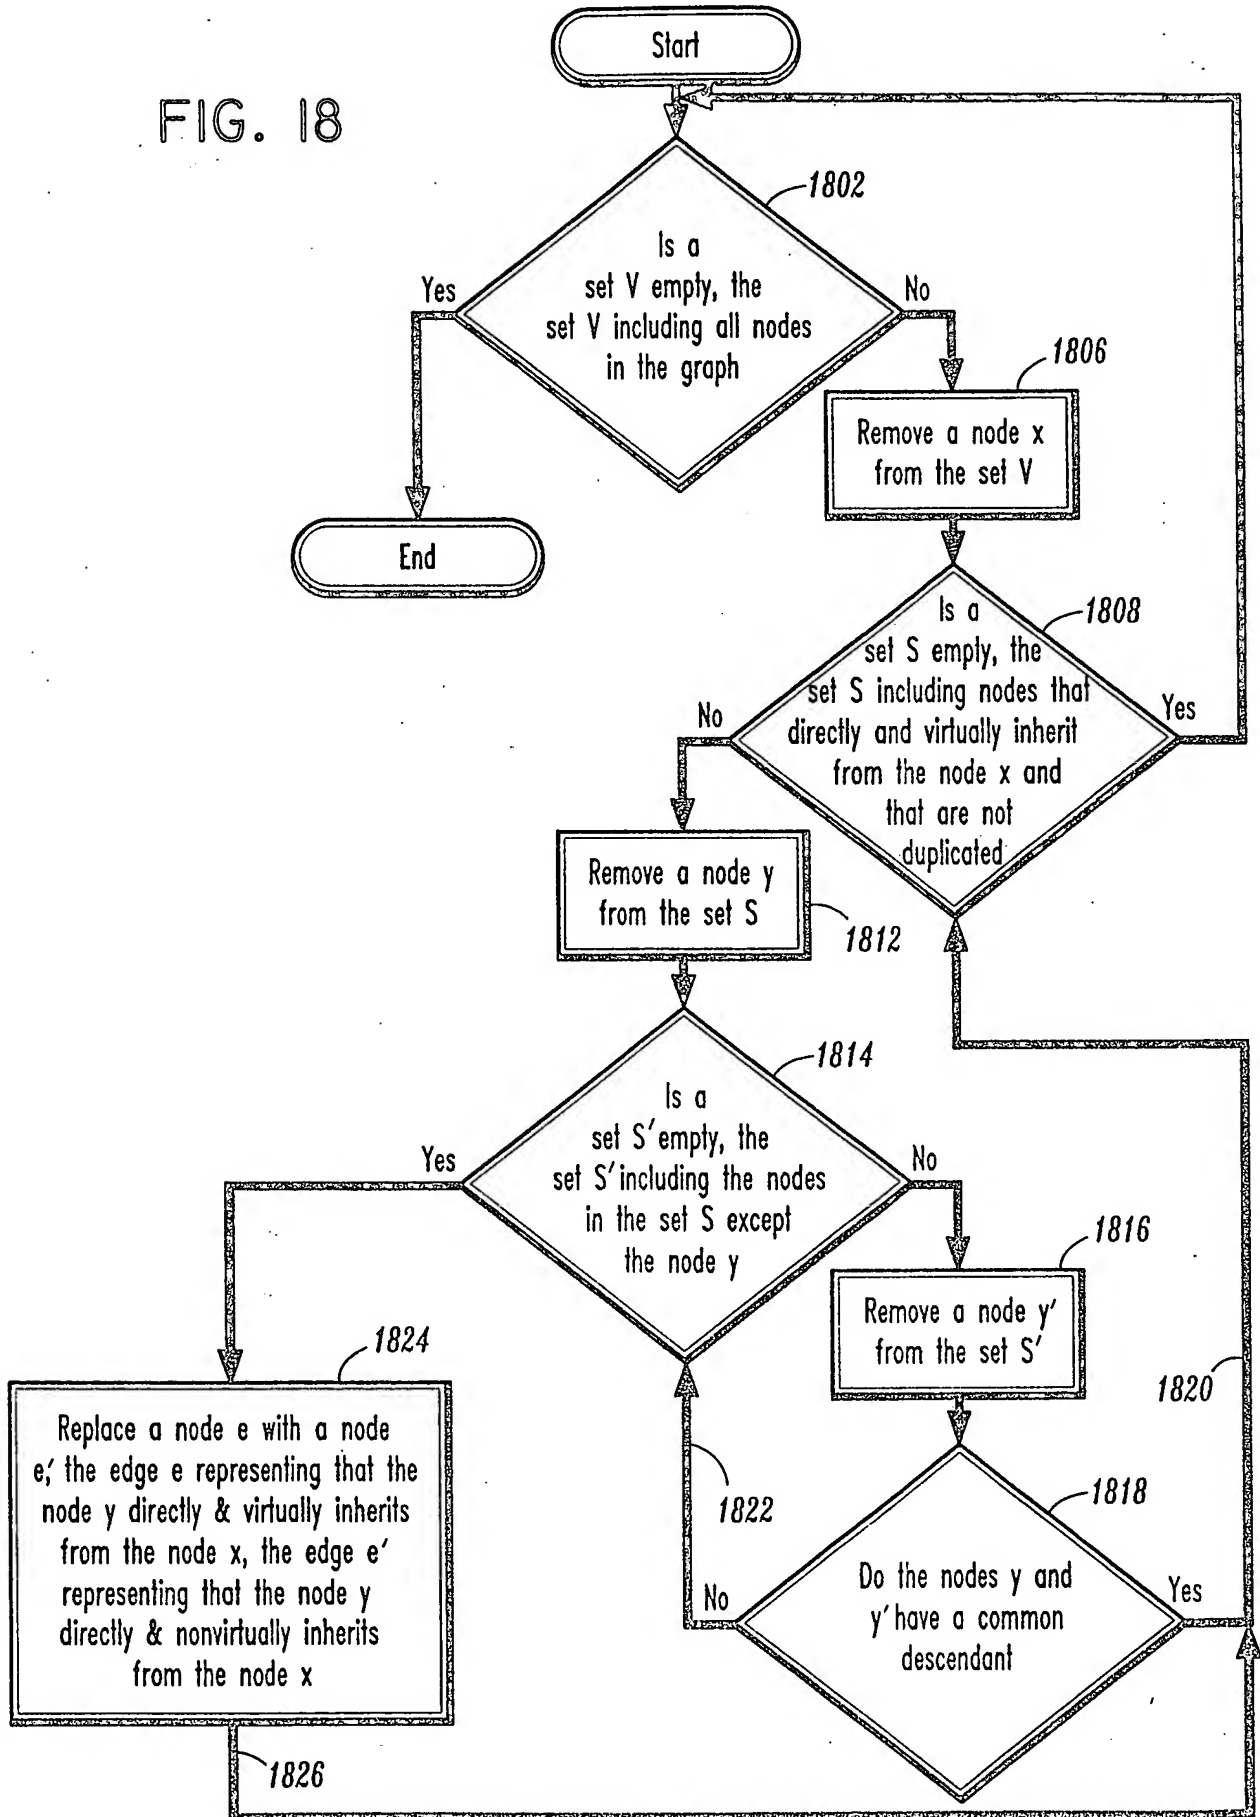 Start
FIG. 18
1802
Is a
set V empty, the
set V including all nodes
in the graph
Yes
No
1806
Remove a node x
from the set V
End
1808
Is a
set S empty, the
set S including nodes that
directly and virtually inherit
from the node x and
that are not
duplicated
No
Yes
Remove a node y
from the set S
1812
1814
Is a
set S' empty, the
set S' including the nodes
in the set S except
the node y
Yes
No
1816
Remove a node y'
from the set S'
1824
Replace a node e with a node
e,' the edge e representing that the
node y directly & virtually inherits
from the node x, the edge e'
representing that the node y
directly & nonvirtually inherits
from the node x
1822
1820
1818
Do the nodes y and
y' have a common
descendant
No
Yes
1826